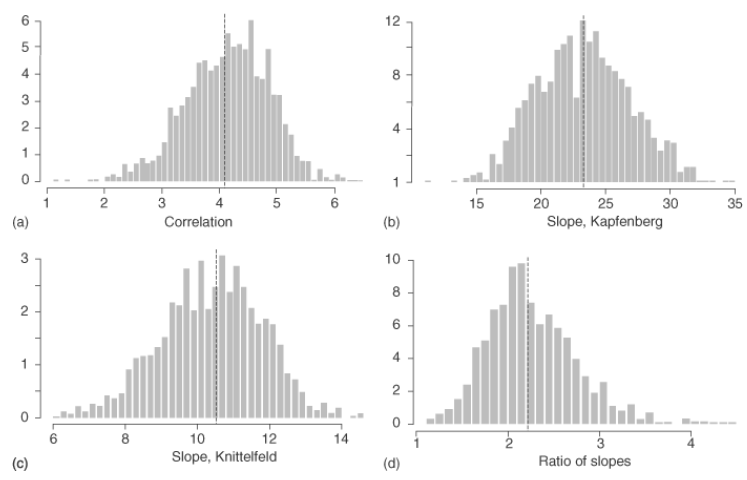 6
5
4
3
2
1
0
1 2 3 4 5 6
(a) Correlation
12
8
4
1
15 20 25 30 35
(b) Slope, Kapfenberg
3
2
1
0
6 8 10 12 14
(c) Slope, Knittelfeld
10
8
6
4
2
0
1 2 3 4
(d) Ratio of slopes